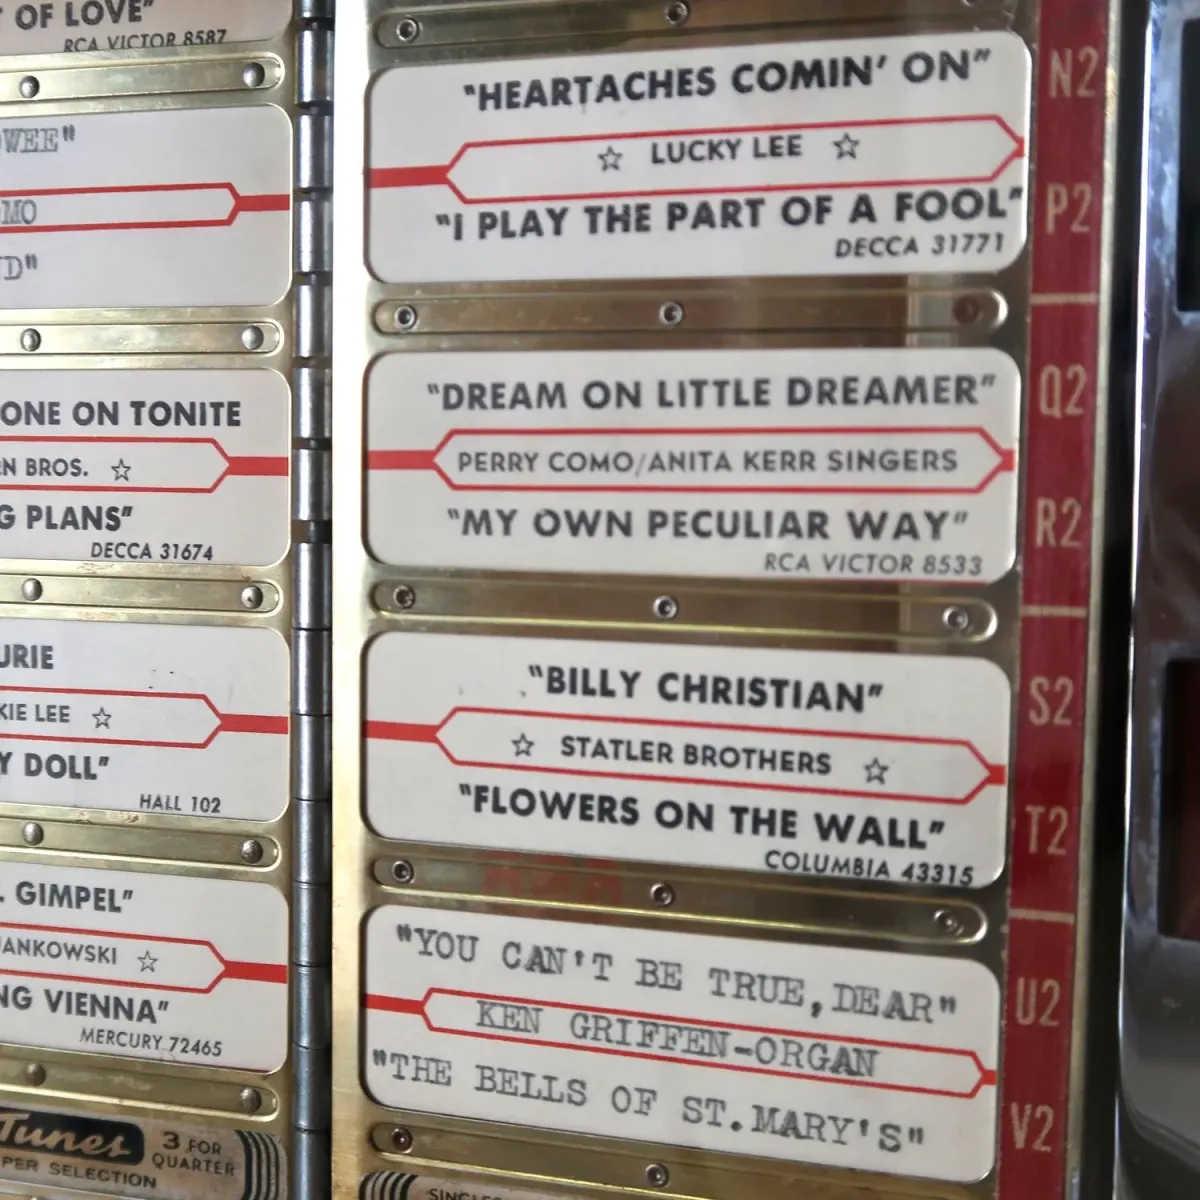 OF LOVE"
RCA VICTOR 8587
ONE ON TONITE
BROS. ☆
PLANS"
DECCA 31674
LEE ☆
DOLL"
HALL 102
GIMPEL"
JANKOWSKI ☆
VIENNA"
MERCURY 72465
Tunes
3 FOR QUARTER
PER SELECTION
"HEARTACHES COMIN' ON"
☆ LUCKY LEE ☆
"I PLAY THE PART OF A FOOL"
DECCA 31771
N2
P2
"DREAM ON LITTLE DREAMER"
PERRY COMO/ANITA KERR SINGERS
"MY OWN PECULIAR WAY"
RCA VICTOR 8533
Q2
R2
"BILLY CHRISTIAN"
☆ STATLER BROTHERS ☆
"FLOWERS ON THE WALL"
COLUMBIA 43315
S2
T2
"YOU CAN'T BE TRUE, DEAR"
KEN GRIFFEN-ORGAN
"THE BELLS OF ST.MARY'S"
U2
V2